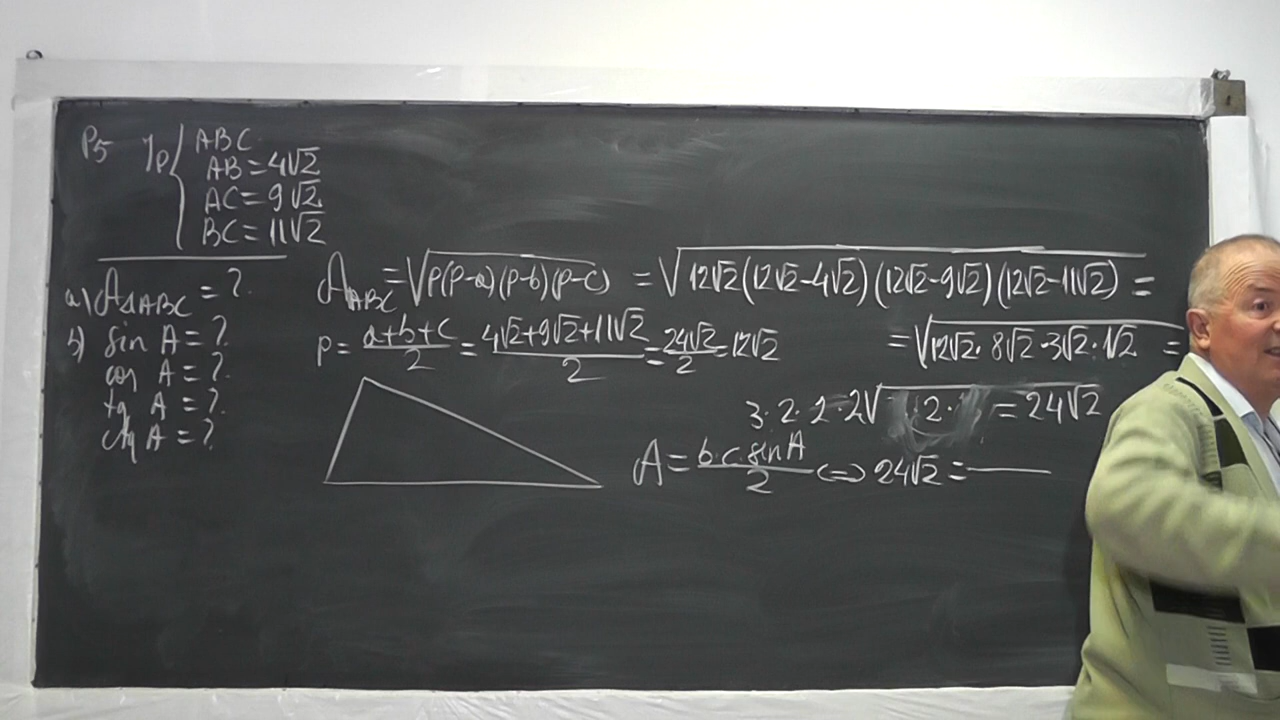 P5 Ip { ABC
AB=4√2
AC=9√2
BC=11√2
a) A△ABC =?
b) sin A=?
cos A=?
tg A=?
ctg A=?
A ABC =√p(p-a)(p-b)(p-c) =√12√2(12√2-4√2)(12√2-9√2)(12√2-11√2) =
p= a+b+c/2 = 4√2+9√2+11√2/2 = 24√2/2 =12√2
=√12√2·8√2·3√2·√2 =
3·2·2·2√ 2· =24√2
A= b·c·sin A/2 <=> 24√2 =